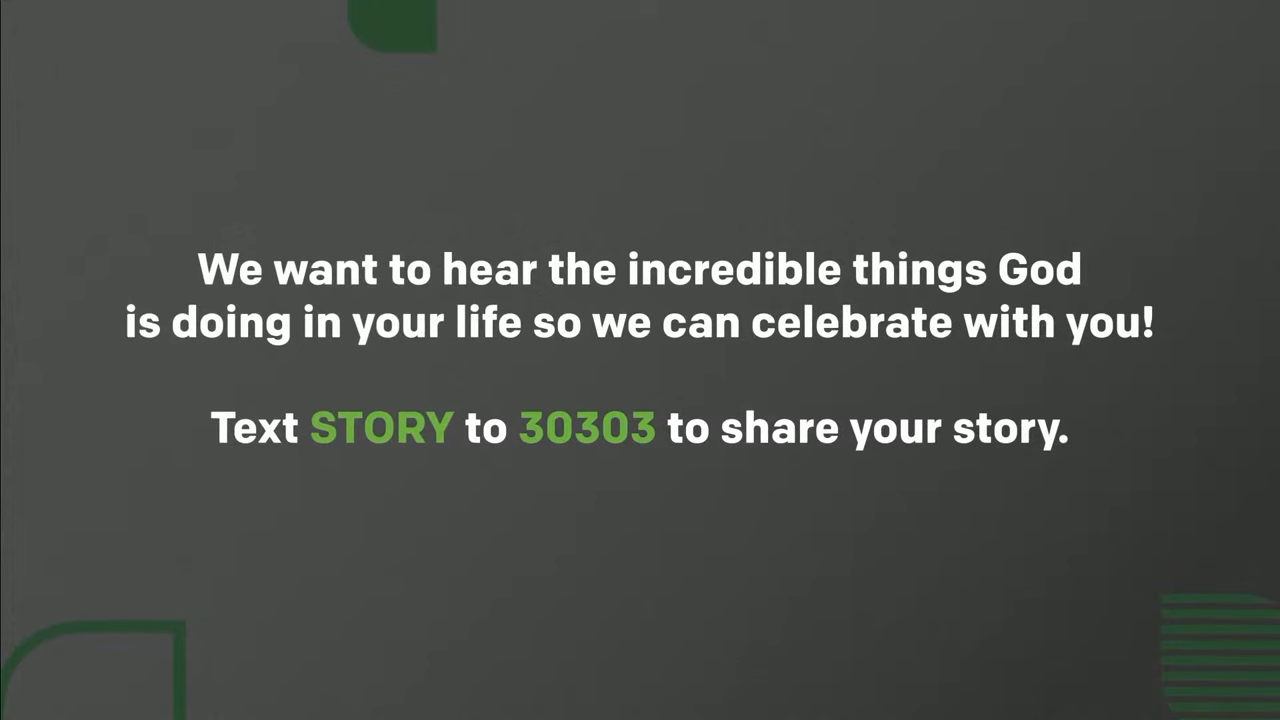 We want to hear the incredible things God
is doing in your life so we can celebrate with you!
Text STORY to 30303 to share your story.